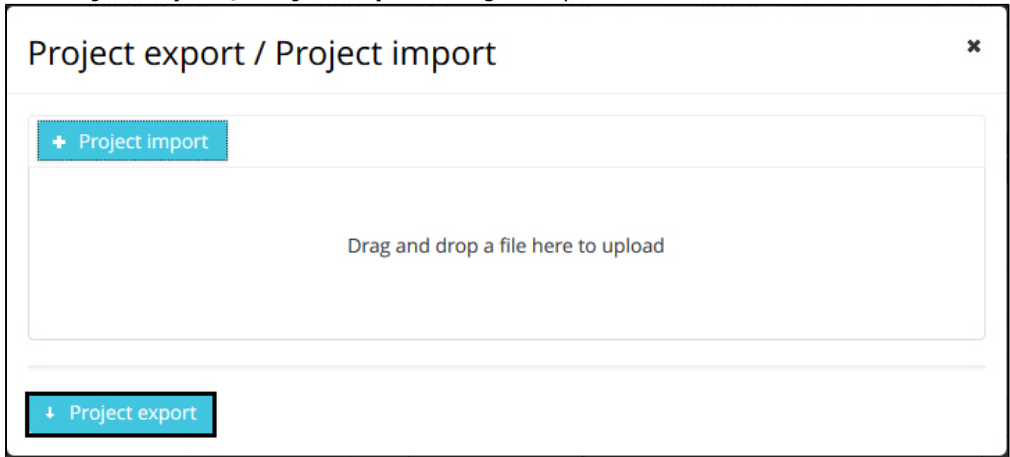 Project export / Project import
Project import
Drag and drop a file here to upload
Project export